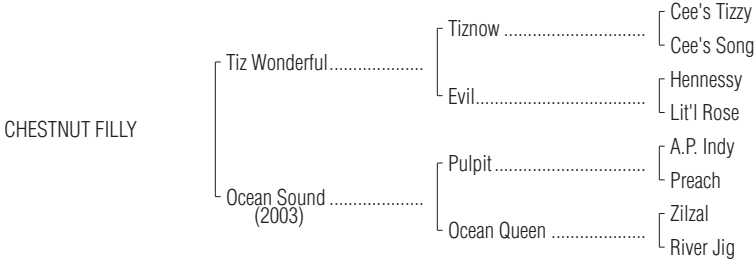 Cee's Tizzy
Tiznow ..............................
Cee's Song
Tiz Wonderful....................
Hennessy
Evil....................................
Lit'l Rose
CHESTNUT FILLY
A.P. Indy
Pulpit................................
Preach
Ocean Sound ....................
(2003)
Zilzal
Ocean Queen ....................
River Jig